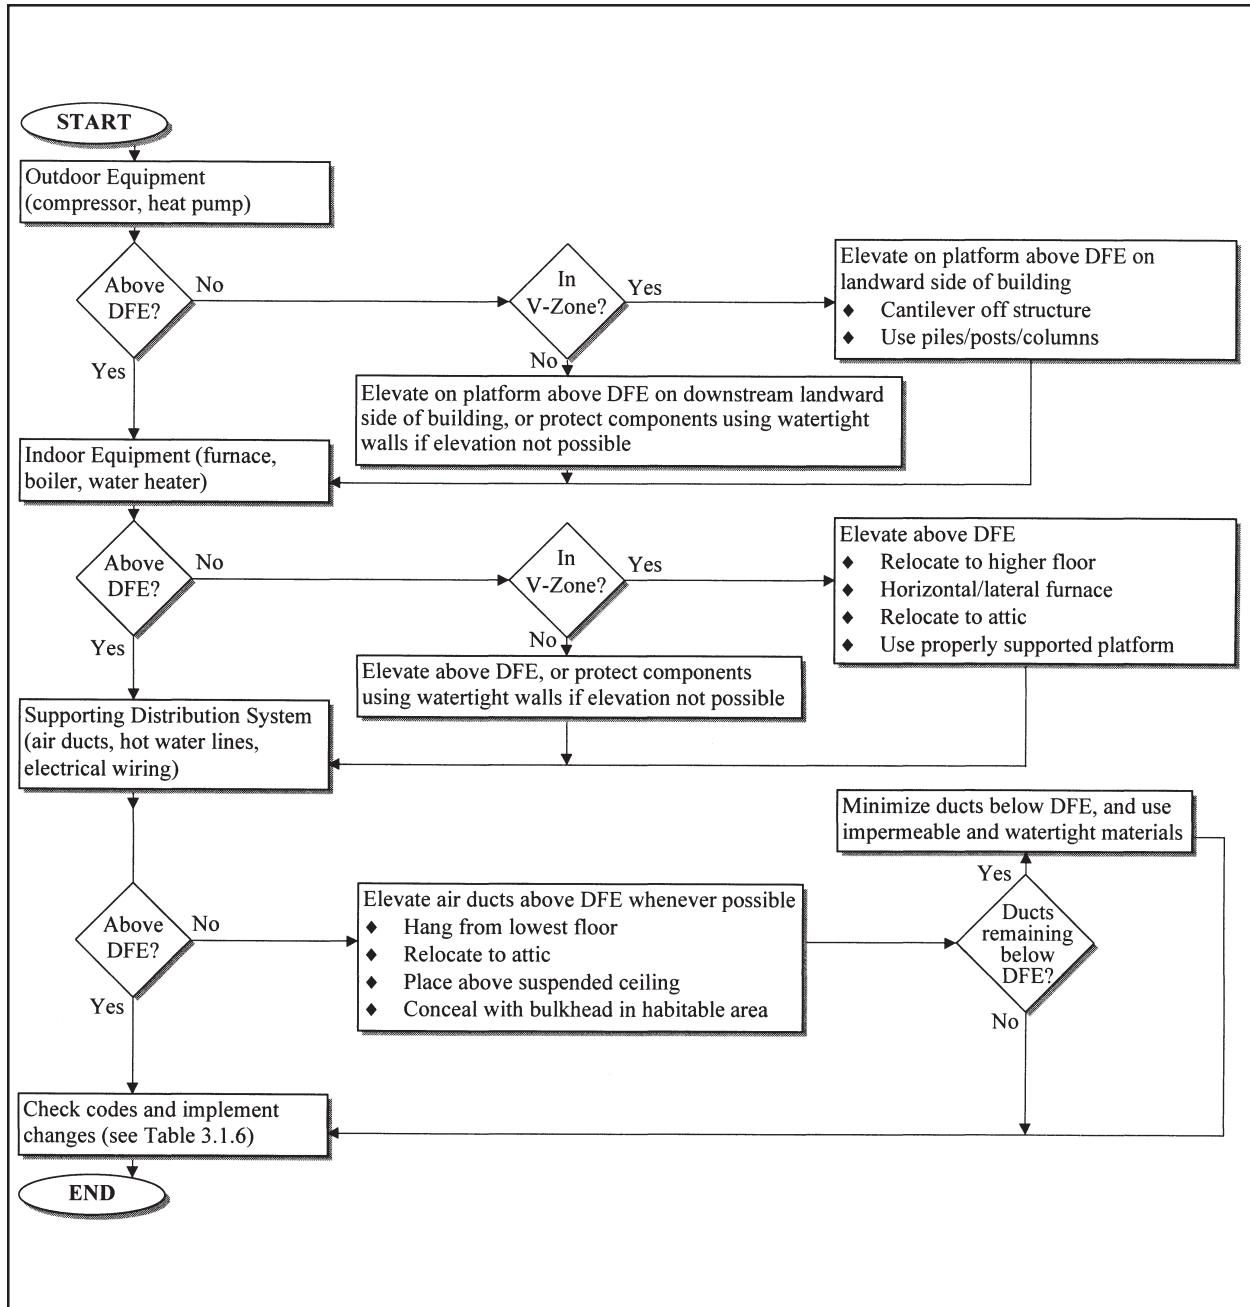 START
Outdoor Equipment
(compressor, heat pump)
Above
DFE?
No
Yes
In
V-Zone?
Yes
No
Elevate on platform above DFE on
landward side of building
♦ Cantilever off structure
♦ Use piles/posts/columns
Elevate on platform above DFE on downstream landward
side of building, or protect components using watertight
walls if elevation not possible
Indoor Equipment (furnace,
boiler, water heater)
Above
DFE?
No
Yes
In
V-Zone?
Yes
No
Elevate above DFE
♦ Relocate to higher floor
♦ Horizontal/lateral furnace
♦ Relocate to attic
♦ Use properly supported platform
Elevate above DFE, or protect components
using watertight walls if elevation not possible
Supporting Distribution System
(air ducts, hot water lines,
electrical wiring)
Above
DFE?
No
Yes
Elevate air ducts above DFE whenever possible
♦ Hang from lowest floor
♦ Relocate to attic
♦ Place above suspended ceiling
♦ Conceal with bulkhead in habitable area
Minimize ducts below DFE, and use
impermeable and watertight materials
Yes
Ducts
remaining
below
DFE?
No
Check codes and implement
changes (see Table 3.1.6)
END